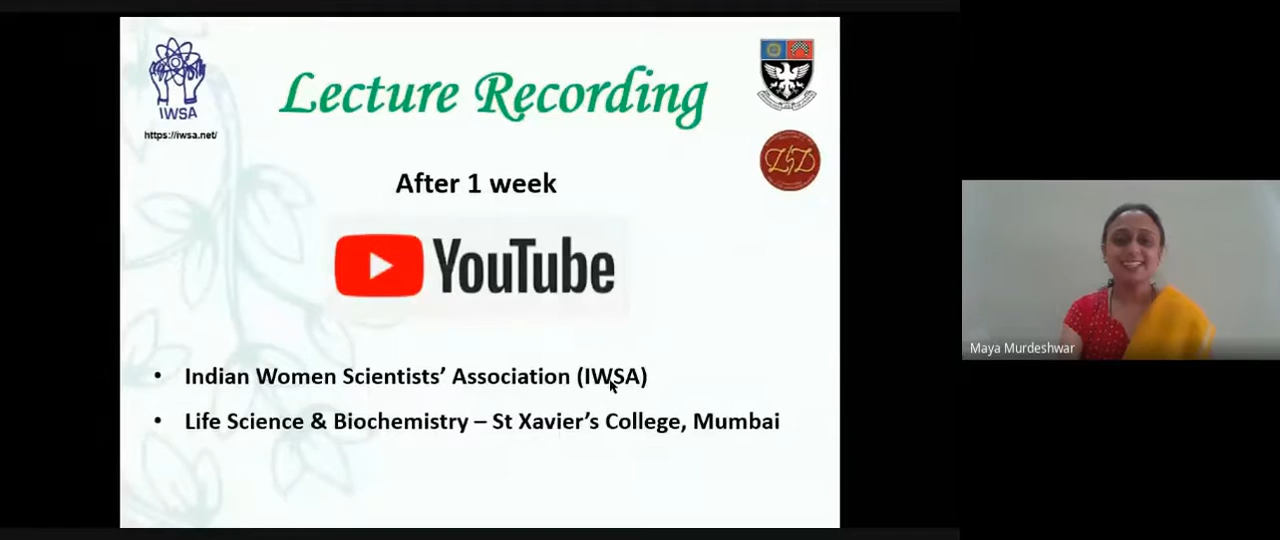 IWSA
https://iwsa.net/
Lecture Recording
After 1 week
YouTube
• Indian Women Scientists’ Association (IWSA)
• Life Science & Biochemistry – St Xavier’s College, Mumbai
Maya Murdeshwar